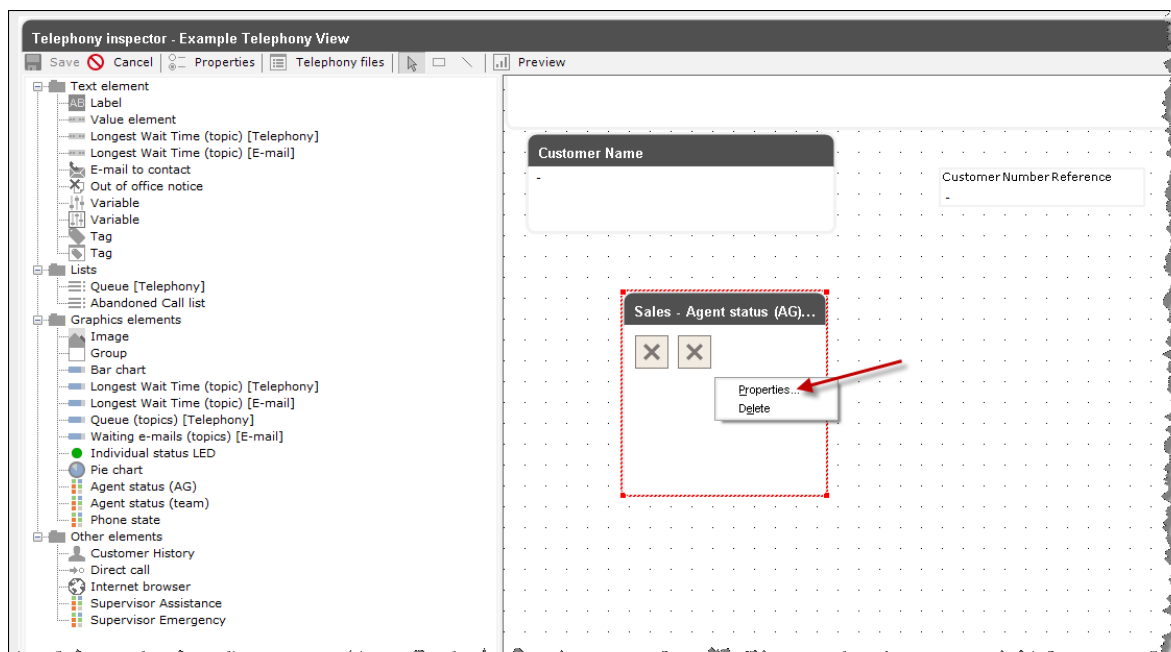 Telephony inspector - Example Telephony View
Save Cancel Properties Telephony files Preview
Text element
AB Label
Value element
Longest Wait Time (topic) [Telephony]
Longest Wait Time (topic) [E-mail]
E-mail to contact
Out of office notice
Variable
Variable
Tag
Tag
Lists
Queue [Telephony]
Abandoned Call list
Graphics elements
Image
Group
Bar chart
Longest Wait Time (topic) [Telephony]
Longest Wait Time (topic) [E-mail]
Queue (topics) [Telephony]
Waiting e-mails (topics) [E-mail]
Individual status LED
Pie chart
Agent status (AG)
Agent status (team)
Phone state
Other elements
Customer History
Direct call
Internet browser
Supervisor Assistance
Supervisor Emergency
Customer Name
-
Customer Number Reference
-
Sales - Agent status (AG)...
Properties...
Delete